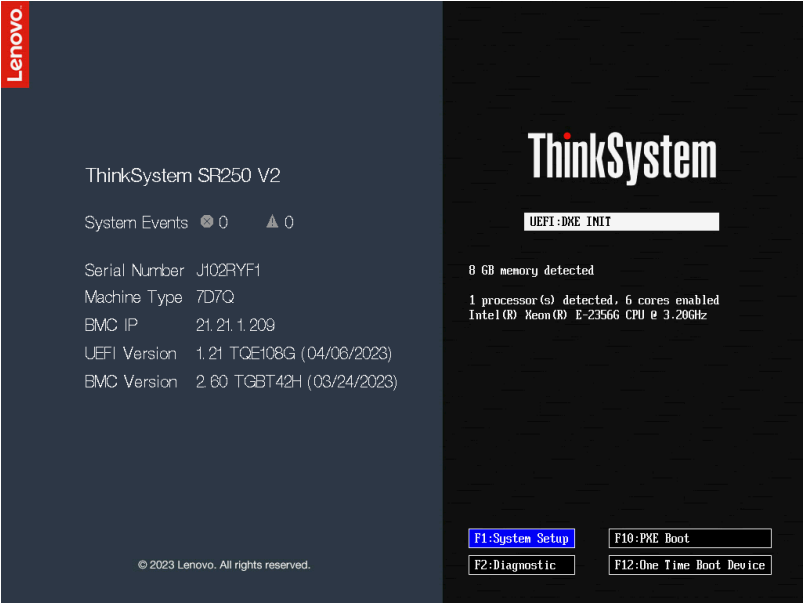 Lenovo.
ThinkSystem SR250 V2
System Events 0 0
Serial Number J102RYF1
Machine Type 7D7Q
BMC IP 21.21.1.209
UEFI Version 1.21 TQE108G (04/06/2023)
BMC Version 2.60 TGBT42H (03/24/2023)
© 2023 Lenovo. All rights reserved.
ThinkSystem
UEFI:DXE INIT
8 GB memory detected
1 processor(s) detected, 6 cores enabled
Intel(R) Xeon(R) E-2356G CPU @ 3.20GHz
F1:System Setup F10:PXE Boot
F2:Diagnostic F12:One Time Boot Device